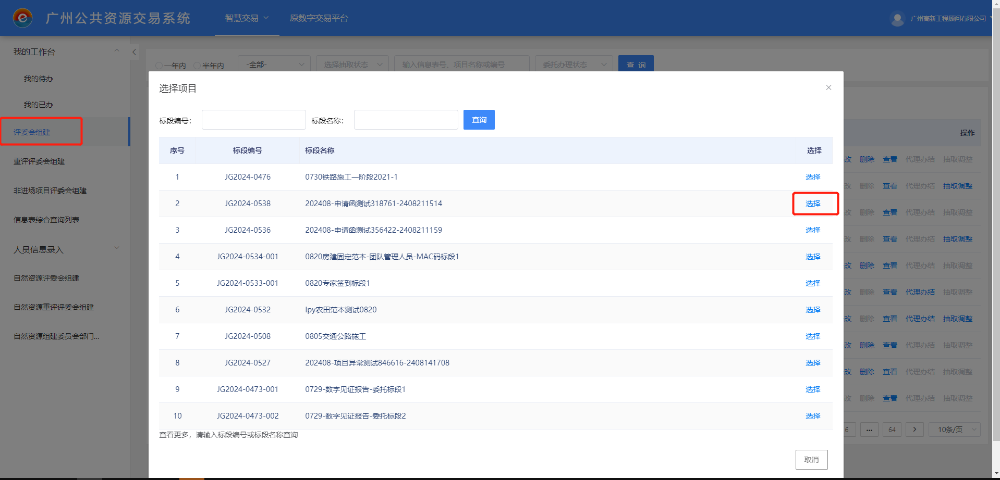 广州公共资源交易系统 智慧交易 原数字交易平台 广州高新工程顾问有限公司
我的工作台
我的待办
我的已办
评委会组建
重评评委会组建
非进场项目评委会组建
信息表综合查询列表
人员信息录入
自然资源评委会组建
自然资源重评评委会组建
自然资源组建委员会部门...
一年内 半年内 -全部- 选择抽取状态 输入信息表号、项目名称或编号 委托办理状态 查 询
选择项目
标段编号： 标段名称： 查询
序号 标段编号 标段名称 选择
1 JG2024-0476 0730铁路施工一阶段2021-1 选择
2 JG2024-0538 202408-申请函测试318761-2408211514 选择
3 JG2024-0536 202408-申请函测试356422-2408211159 选择
4 JG2024-0534-001 0820房建固定范本-团队管理人员-MAC码标段1 选择
5 JG2024-0533-001 0820专家签到标段1 选择
6 JG2024-0532 lpy农田范本测试0820 选择
7 JG2024-0508 0805交通公路施工 选择
8 JG2024-0527 202408-项目异常测试846616-2408141708 选择
9 JG2024-0473-001 0729-数字见证报告-委托标段1 选择
10 JG2024-0473-002 0729-数字见证报告-委托标段2 选择
查看更多，请输入标段编号或标段名称查询
取消
操作
改 删除 查看 代理办结 抽取调整
改 删除 查看 代理办结 抽取调整
改 删除 查看 代理办结 抽取调整
改 删除 查看 代理办结 抽取调整
改 删除 查看 代理办结 抽取调整
改 删除 查看 代理办结 抽取调整
改 删除 查看 代理办结 抽取调整
改 删除 查看 代理办结 抽取调整
改 删除 查看 代理办结 抽取调整
改 删除 查看 代理办结 抽取调整
6 ••• 64 10条/页